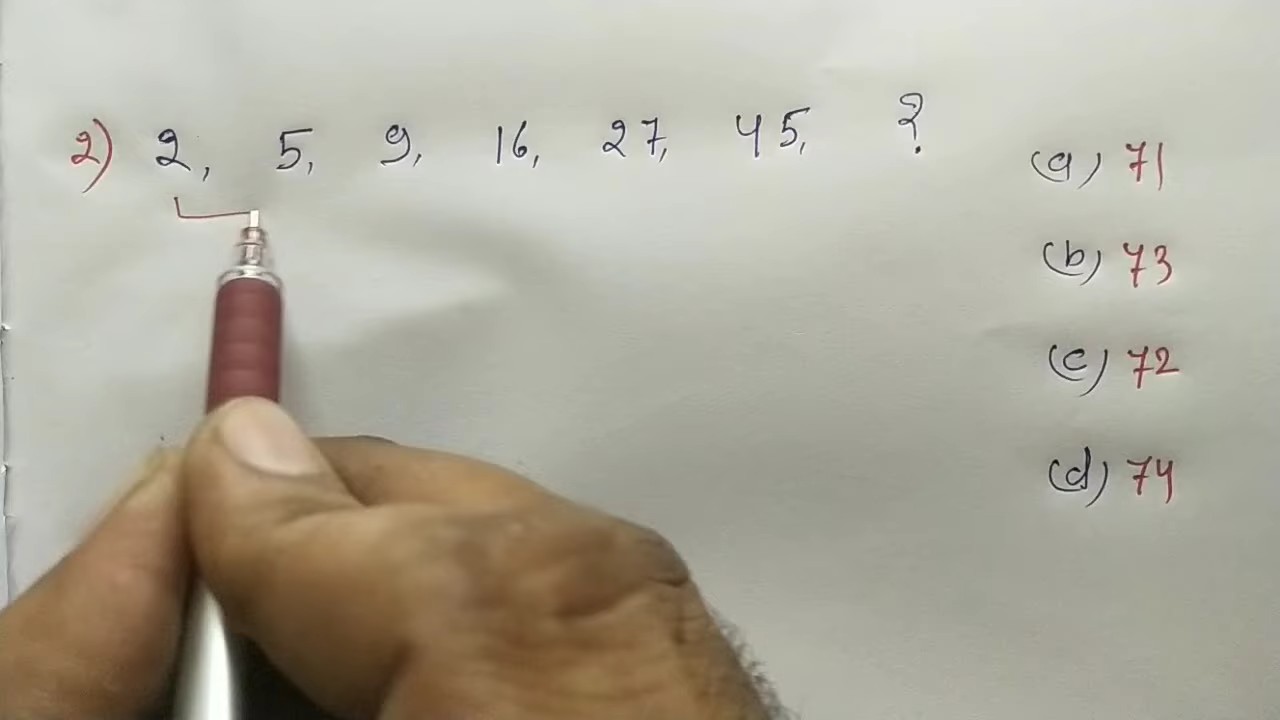 2) 2, 5, 9, 16, 27, 45, ?
(a) 71
(b) 73
(c) 72
(d) 74